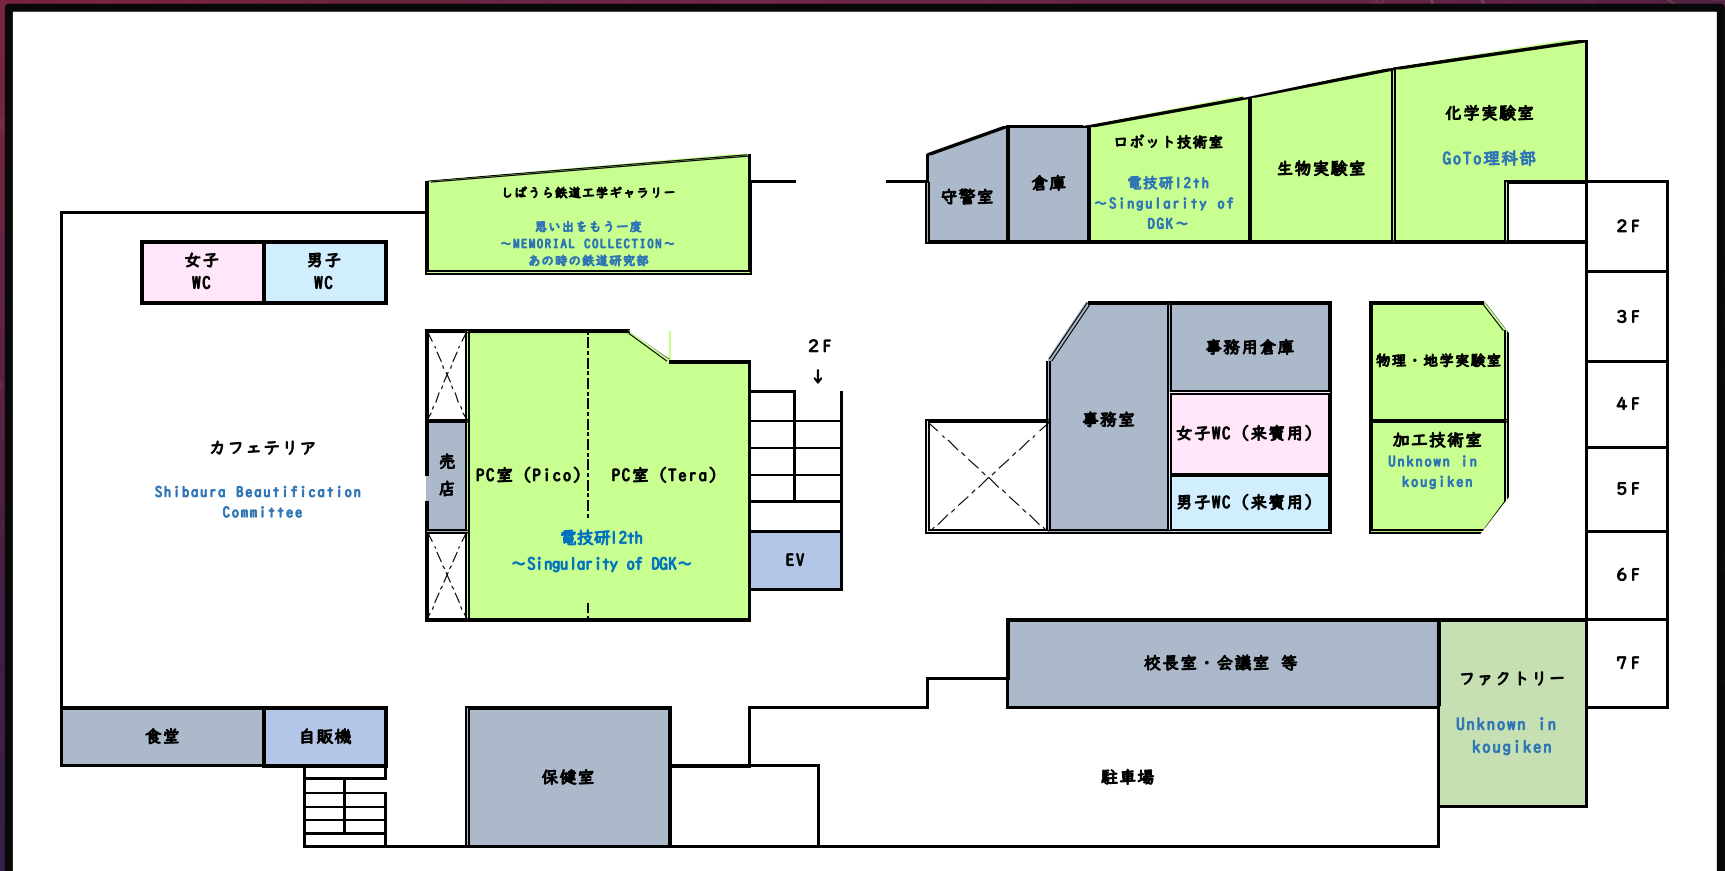 化学実験室
GoTo理科部
ロボット技術室
電技研12th
～Singularity of
DGK～
生物実験室
倉庫
守警室
しばうら鉄道工学ギャラリー
思い出をもう一度
～MEMORIAL COLLECTION～
あの時の鉄道研究部
女子
WC
男子
WC
2F
3F
4F
5F
6F
7F
2F
↓
事務用倉庫
事務室
女子WC（来賓用）
男子WC（来賓用）
物理・地学実験室
加工技術室
Unknown in
kougiken
カフェテリア
Shibaura Beautification
Committee
売
店
PC室（Pico）
PC室（Tera）
電技研12th
～Singularity of DGK～
EV
校長室・会議室 等
ファクトリー
Unknown in
kougiken
食堂
自販機
保健室
駐車場